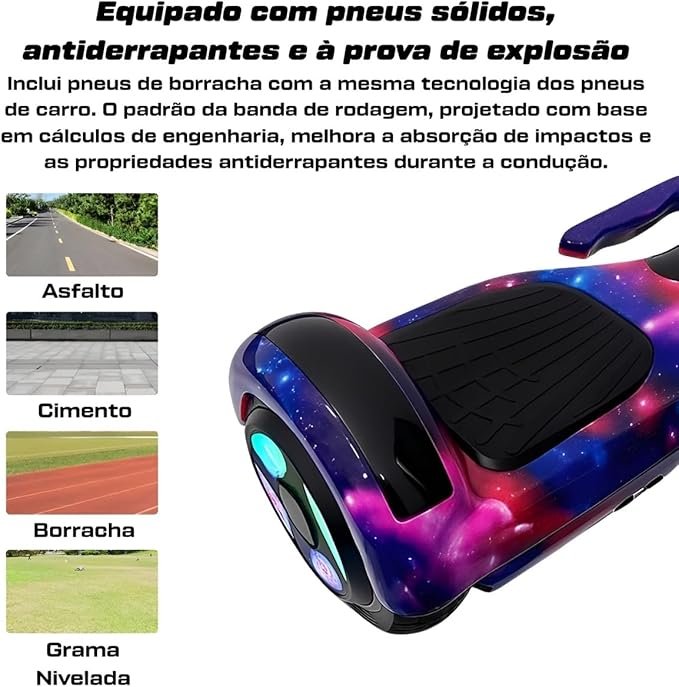 Equipado com pneus sólidos,
antiderrapantes e à prova de explosão
Inclui pneus de borracha com a mesma tecnologia dos pneus
de carro. O padrão da banda de rodagem, projetado com base
em cálculos de engenharia, melhora a absorção de impactos e
as propriedades antiderrapantes durante a condução.
Asfalto
Cimento
Borracha
Grama
Nivelada